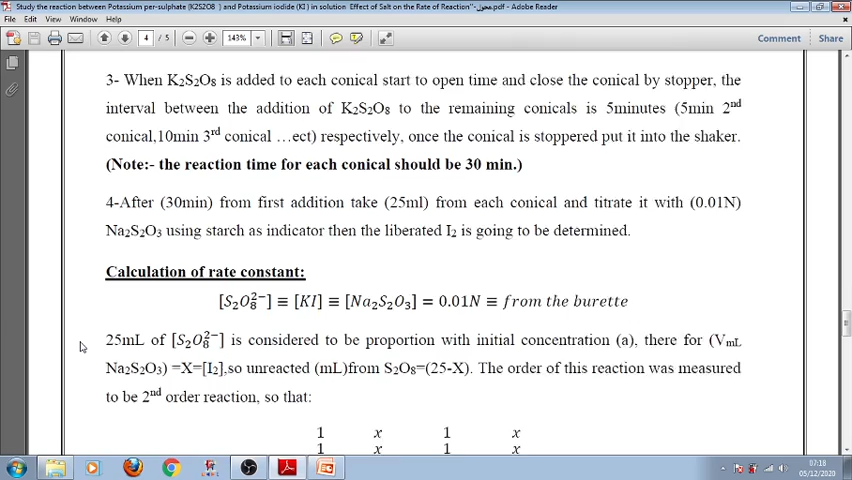 Study the reaction between Potassium per-sulphate [K2S2O8 ] and Potassium iodide (KI ) in solution Effect of Salt on the Rate of Reaction"-محول.pdf - Adobe Reader
File Edit View Window Help
4 / 5 143% Comment Share
3- When K₂S₂O₈ is added to each conical start to open time and close the conical by stopper, the
interval between the addition of K₂S₂O₈ to the remaining conicals is 5minutes (5min 2nd
conical,10min 3rd conical …ect) respectively, once the conical is stoppered put it into the shaker.
(Note:- the reaction time for each conical should be 30 min.)
4-After (30min) from first addition take (25ml) from each conical and titrate it with (0.01N)
Na₂S₂O₃ using starch as indicator then the liberated I₂ is going to be determined.
Calculation of rate constant:
[S₂O₈²⁻] ≡ [KI] ≡ [Na₂S₂O₃] = 0.01N ≡ from the burette
25mL of [S₂O₈²⁻] is considered to be proportion with initial concentration (a), there for (VmL
Na₂S₂O₃) =X=[I₂],so unreacted (mL)from S₂O₈=(25-X). The order of this reaction was measured
to be 2nd order reaction, so that:
1 x 1 x
1 x 1 x
07:18
05/12/2020